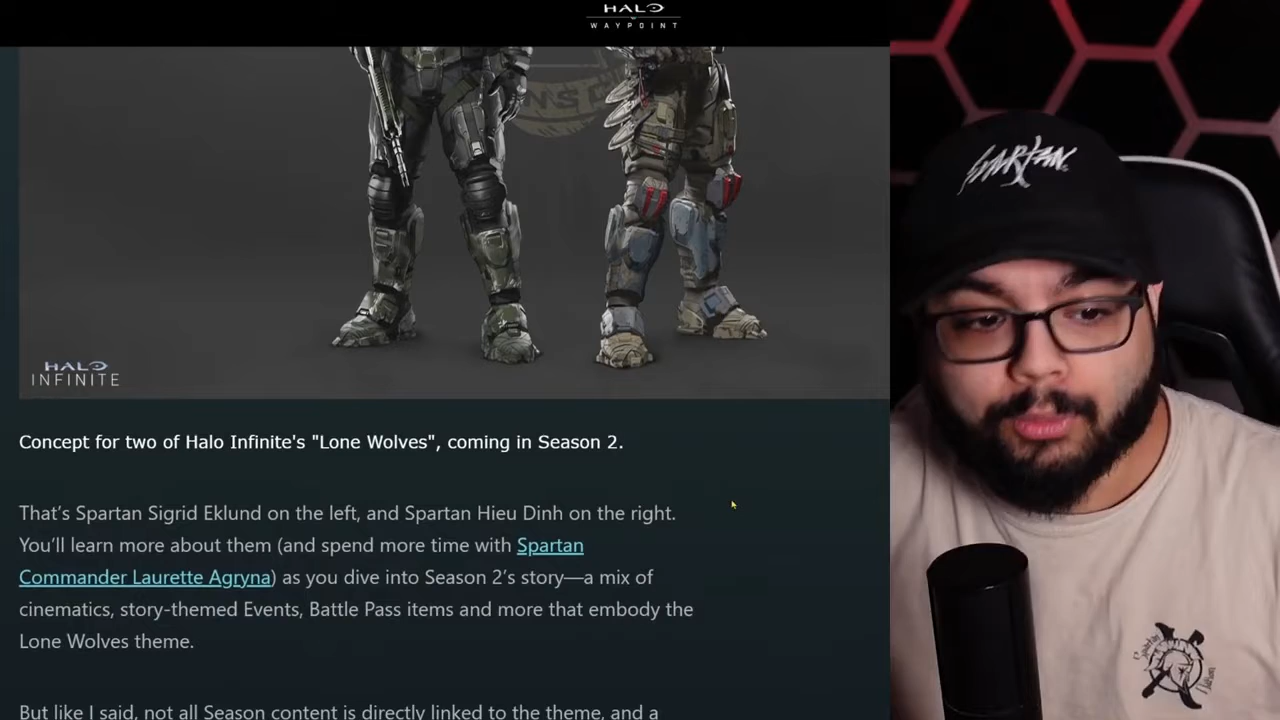 HALO
WAYPOINT
SPARTAN
HALO
INFINITE
Concept for two of Halo Infinite's "Lone Wolves", coming in Season 2.
That’s Spartan Sigrid Eklund on the left, and Spartan Hieu Dinh on the right.
You’ll learn more about them (and spend more time with Spartan
Commander Laurette Agryna) as you dive into Season 2’s story—a mix of
cinematics, story-themed Events, Battle Pass items and more that embody the
Lone Wolves theme.
But like I said, not all Season content is directly linked to the theme, and a